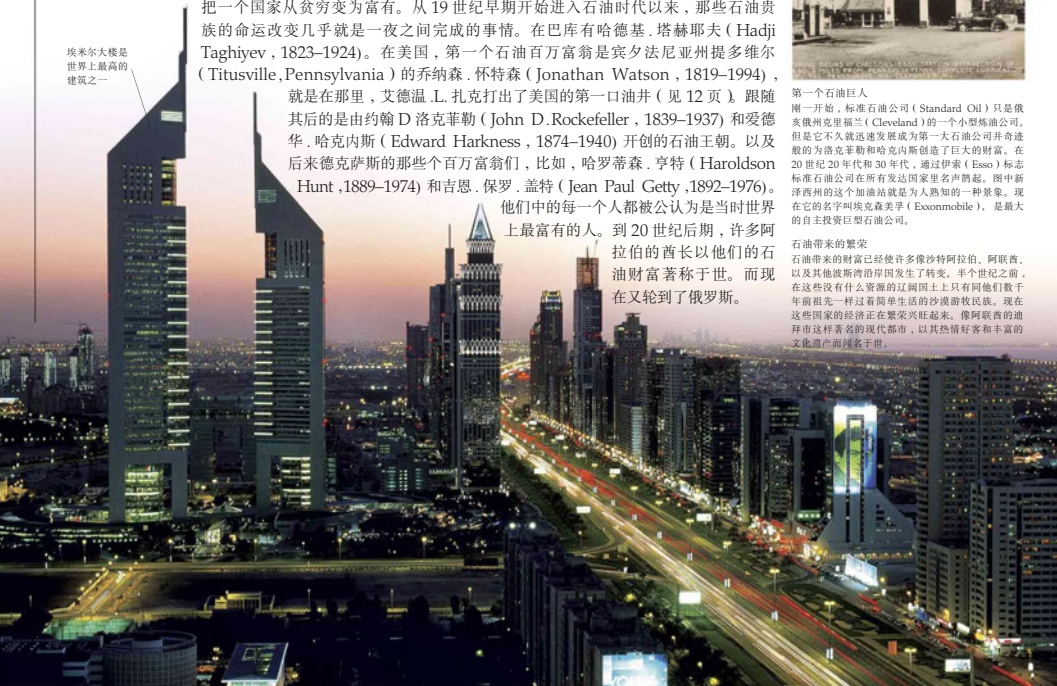 把一个国家从贫穷变为富有。从 19 世纪早期开始进入石油时代以来，那些石油贵
族的命运改变几乎就是一夜之间完成的事情。在巴库有哈德基 . 塔赫耶夫 ( Hadji
Taghiyev , 1823–1924)。在美国，第一个石油百万富翁是宾夕法尼亚州提多维尔
( Titusville,Pennsylvania ) 的乔纳森 . 怀特森 ( Jonathan Watson , 1819–1994) ,
就是在那里，艾德温 .L. 扎克打出了美国的第一口油井 ( 见 12 页 )。跟随
其后的是由约翰 D 洛克菲勒 ( John D.Rockefeller , 1839–1937) 和爱德
华 . 哈克内斯 ( Edward Harkness , 1874–1940) 开创的石油王朝。以及
后来德克萨斯的那些个百万富翁们，比如，哈罗蒂森 . 亨特 ( Haroldson
Hunt ,1889–1974) 和吉恩 . 保罗 . 盖特 ( Jean Paul Getty ,1892–1976)。
他们中的每一个人都被公认为是当时世界
上最富有的人。到 20 世纪后期，许多阿
拉伯的酋长以他们的石
油财富著称于世。而现
在又轮到了俄罗斯。
埃米尔大楼是
世界上最高的
建筑之一
第一个石油巨人
刚一开始，标准石油公司 ( Standard Oil ) 只是俄
亥俄州克里福兰 ( Cleveland ) 的一个小型炼油公司。
但是它不久就迅速发展成为第一大石油公司并奇迹
般的为洛克菲勒和哈克内斯创造了巨大的财富。在
20 世纪 20 年代和 30 年代，通过伊索 ( Esso ) 标志
标准石油公司在所有发达国家里名声鹊起。图中新
泽西州的这个加油站就是为人熟知的一种景象。现
在它的名字叫埃克森美孚 ( Exxonmobile )， 是最大
的自主投资巨型石油公司。
石油带来的繁荣
石油带来的财富已经使许多像沙特阿拉伯、阿联酋、
以及其他波斯湾沿岸国发生了转变。半个世纪之前，
在这些没有什么资源的辽阔国土上只有同他们数千
年前祖先一样过着简单生活的沙漠游牧民族。现在
这些国家的经济正在繁荣兴旺起来。像阿联酋的迪
拜市这样著名的现代都市，以其热情好客和丰富的
文化遗产而闻名于世。